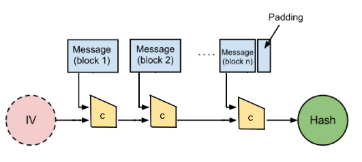 Padding
Message
(block 1)
Message
(block 2)
....
Message
(block n)
IV
c
c
c
Hash